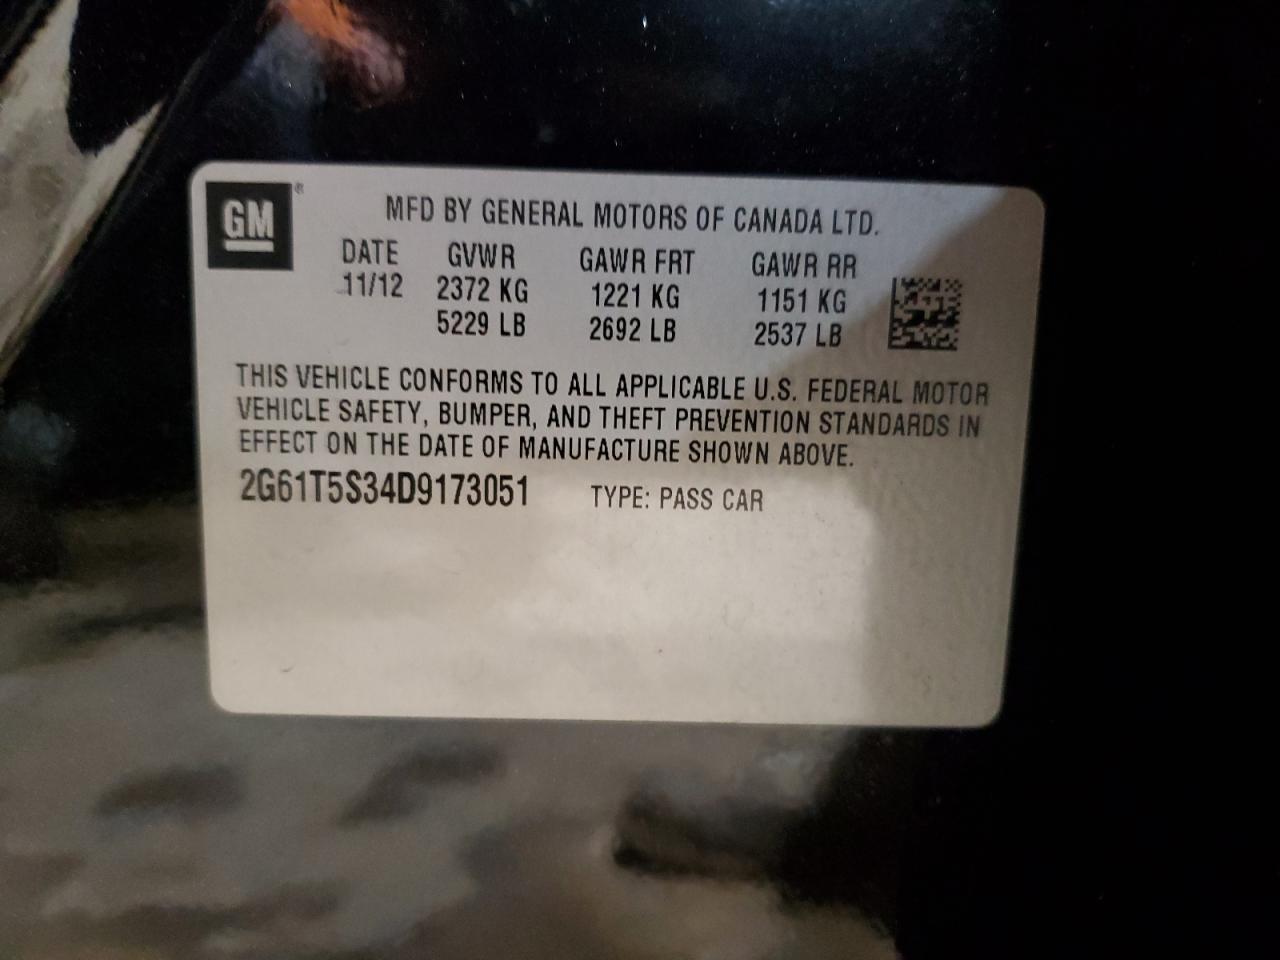 GM®
MFD BY GENERAL MOTORS OF CANADA LTD.
DATE GVWR GAWR FRT GAWR RR
11/12 2372 KG 1221 KG 1151 KG
5229 LB 2692 LB 2537 LB
THIS VEHICLE CONFORMS TO ALL APPLICABLE U.S. FEDERAL MOTOR
VEHICLE SAFETY, BUMPER, AND THEFT PREVENTION STANDARDS IN
EFFECT ON THE DATE OF MANUFACTURE SHOWN ABOVE.
2G61T5S34D9173051 TYPE: PASS CAR